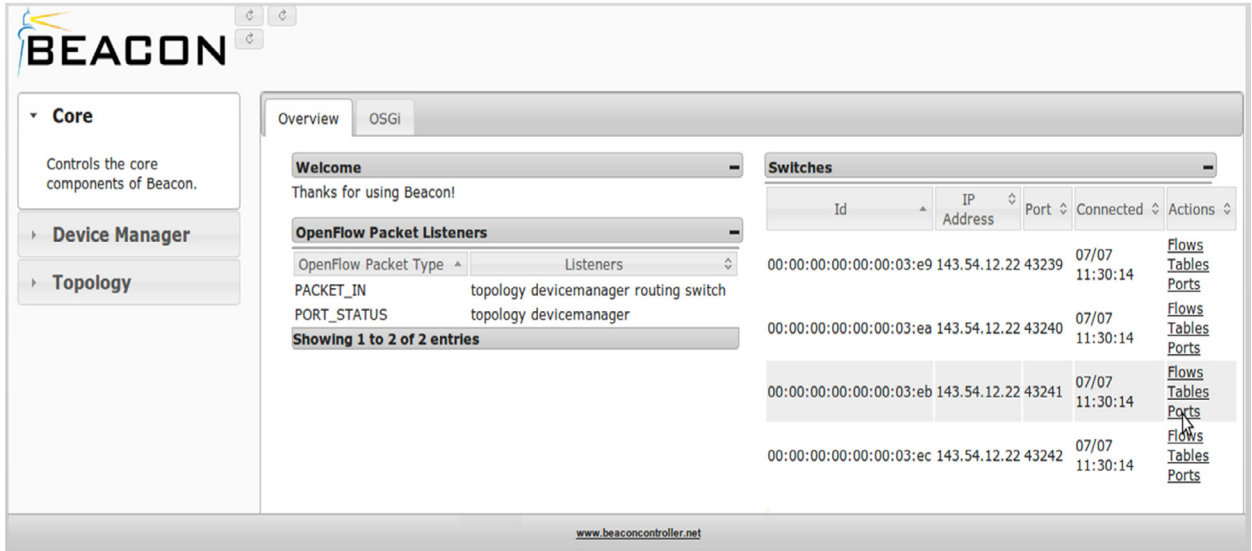 BEACON
Core
Controls the core
components of Beacon.
Device Manager
Topology
Overview OSGi
Welcome
Thanks for using Beacon!
OpenFlow Packet Listeners
OpenFlow Packet Type Listeners
PACKET_IN topology devicemanager routing switch
PORT_STATUS topology devicemanager
Showing 1 to 2 of 2 entries
Switches
Id IP Address Port Connected Actions
00:00:00:00:00:00:03:e9 143.54.12.22 43239 07/07 11:30:14 Flows Tables Ports
00:00:00:00:00:00:03:ea 143.54.12.22 43240 07/07 11:30:14 Flows Tables Ports
00:00:00:00:00:00:03:eb 143.54.12.22 43241 07/07 11:30:14 Flows Tables Ports
00:00:00:00:00:00:03:ec 143.54.12.22 43242 07/07 11:30:14 Flows Tables Ports
www.beaconcontroller.net